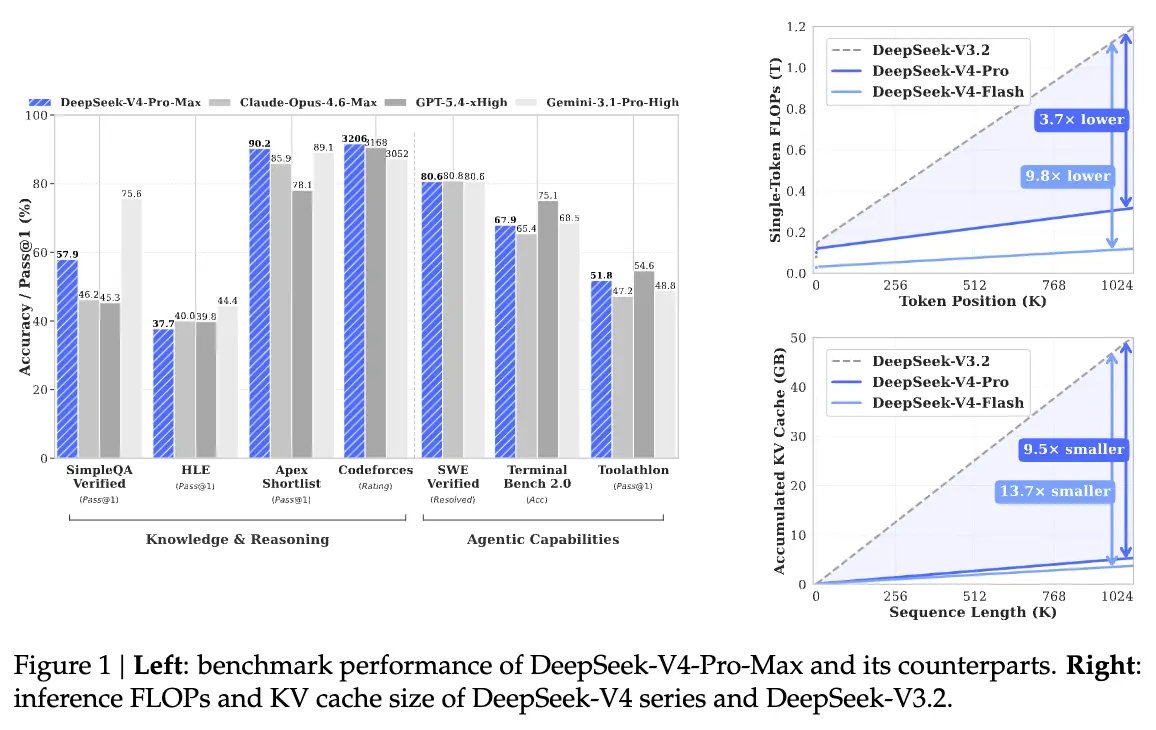 DeepSeek-V4-Pro-Max Claude-Opus-4.6-Max GPT-5.4-xHigh Gemini-3.1-Pro-High
Accuracy / Pass@1 (%)
100
80
60
40
20
0
57.9 46.2 45.3 75.6
37.7 40.0 39.8 44.4
90.2 85.9 78.1 89.1
3206 3168 3052
80.6 80.8 80.6
67.9 65.4 75.1 68.5
51.8 47.2 54.6 48.8
SimpleQA
Verified
(Pass@1)
HLE
(Pass@1)
Apex
Shortlist
(Pass@1)
Codeforces
(Rating)
SWE
Verified
(Resolved)
Terminal
Bench 2.0
(Acc)
Toolathlon
(Pass@1)
Knowledge & Reasoning
Agentic Capabilities
Single-Token FLOPs (T)
1.2
1.0
0.8
0.6
0.4
0.2
0.0
DeepSeek-V3.2
DeepSeek-V4-Pro
DeepSeek-V4-Flash
3.7× lower
9.8× lower
0 256 512 768 1024
Token Position (K)
Accumulated KV Cache (GB)
50
40
30
20
10
0
DeepSeek-V3.2
DeepSeek-V4-Pro
DeepSeek-V4-Flash
9.5× smaller
13.7× smaller
0 256 512 768 1024
Sequence Length (K)
Figure 1 | Left: benchmark performance of DeepSeek-V4-Pro-Max and its counterparts. Right:
inference FLOPs and KV cache size of DeepSeek-V4 series and DeepSeek-V3.2.